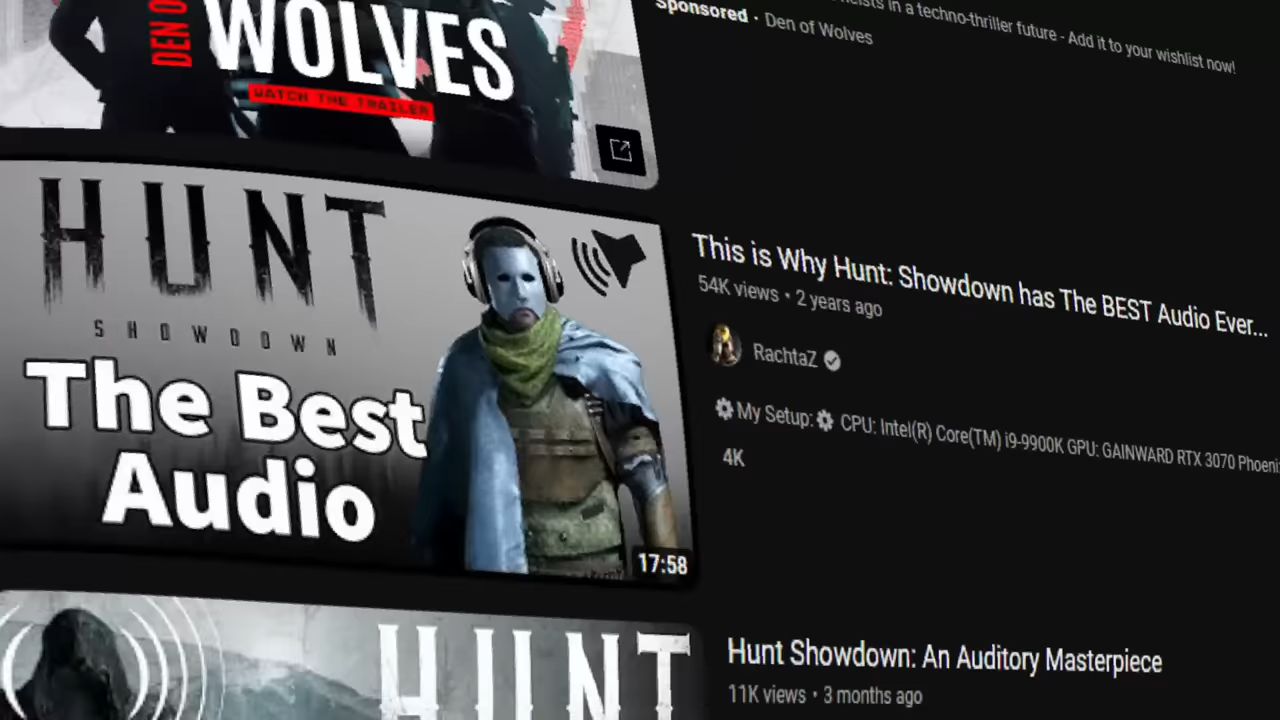 DEN O
WOLVES
WATCH THE TRAILER
in a techno-thriller future - Add it to your wishlist now!
Sponsored · Den of Wolves
HUNT
SHOWDOWN
The Best
Audio
17:58
This is Why Hunt: Showdown has The BEST Audio Ever...
54K views • 2 years ago
RachtaZ
My Setup: CPU: Intel(R) Core(TM) i9-9900K GPU: GAINWARD RTX 3070 Phoeni
4K
HUNT
Hunt Showdown: An Auditory Masterpiece
11K views • 3 months ago